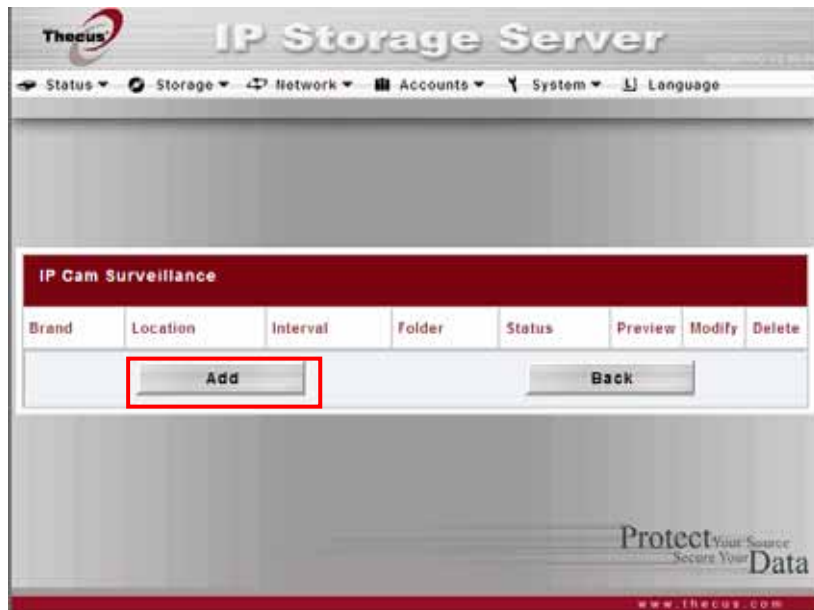 Thecus
IP Storage Server
Status Storage Network Accounts System Language
IP Cam Surveillance
Brand Location Interval Folder Status Preview Modify Delete
Add Back
Protect Your Source
Secure Your Data
www.thecus.com